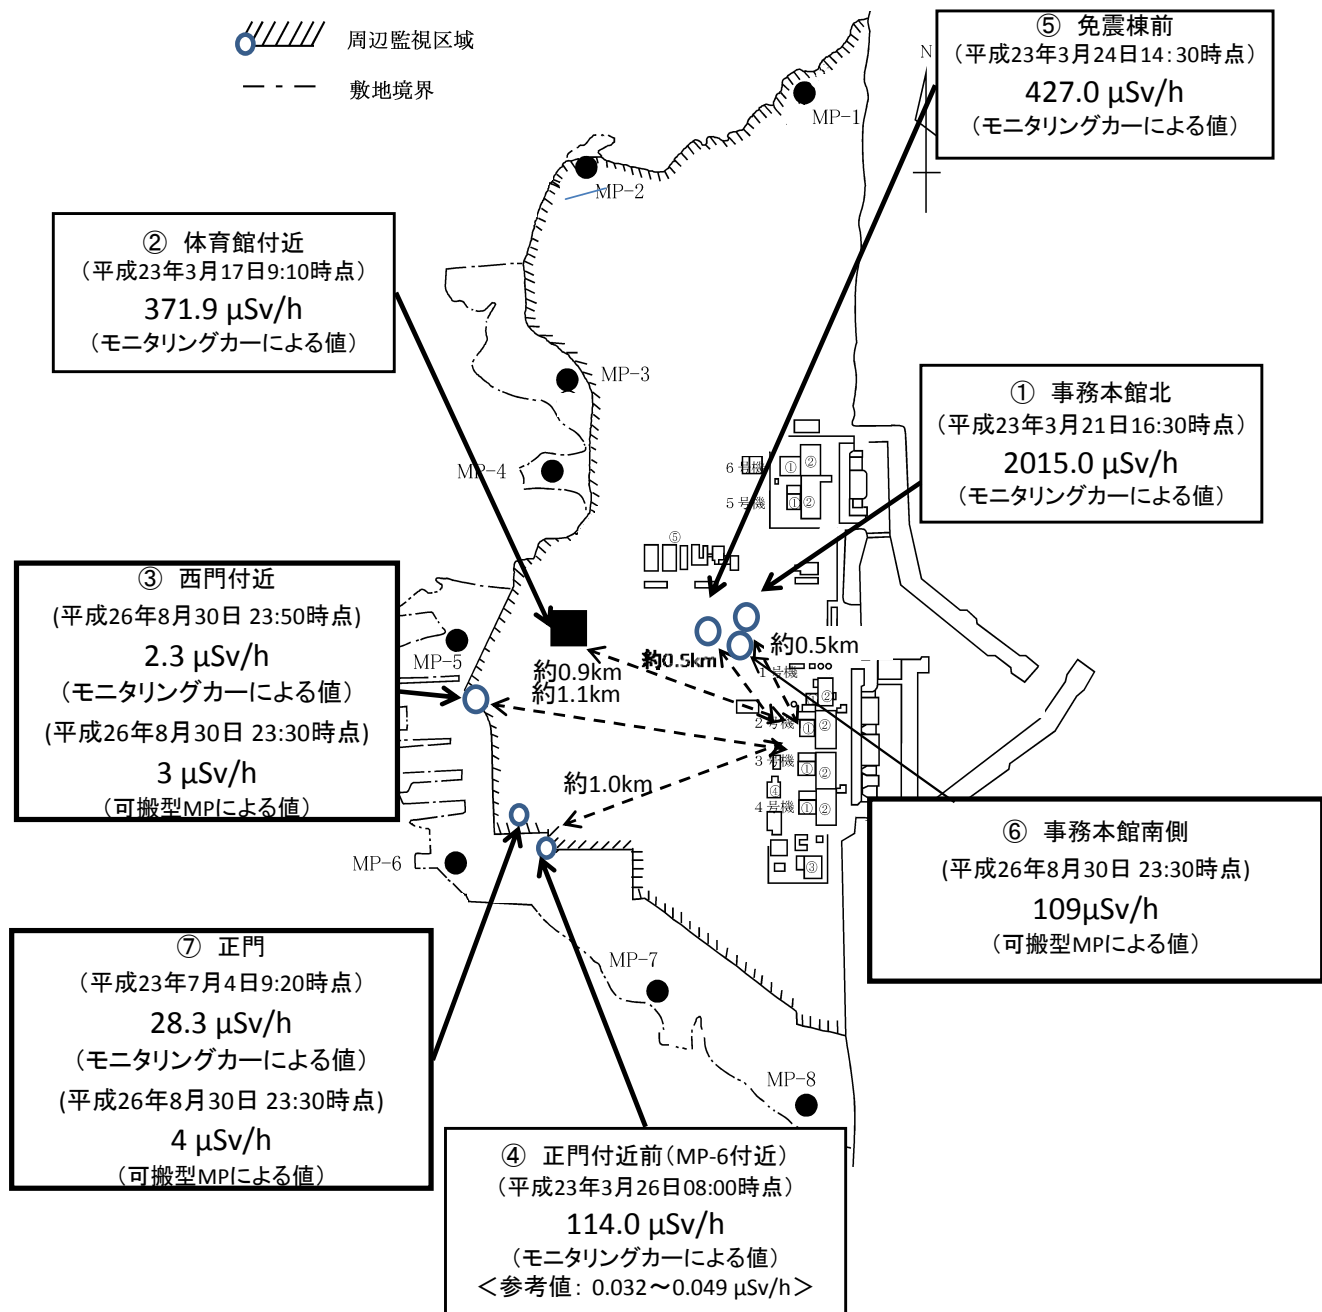 周辺監視区域
敷地境界
⑤ 免震棟前
(平成23年3月24日14:30時点)
427.0 μSv/h
(モニタリングカーによる値)
N
MP-1
MP-2
② 体育館付近
(平成23年3月17日9:10時点)
371.9 μSv/h
(モニタリングカーによる値)
MP-3
① 事務本館北
(平成23年3月21日16:30時点)
2015.0 μSv/h
(モニタリングカーによる値)
MP-4
6号機
① ②
5号機
① ②
⑤
③ 西門付近
(平成26年8月30日 23:50時点)
2.3 μSv/h
(モニタリングカーによる値)
(平成26年8月30日 23:30時点)
3 μSv/h
(可搬型MPによる値)
MP-5
約0.9km
約1.1km
約0.5km
約0.5km
1号機
②
2号機
① ②
3号機
① ②
④
4号機
① ②
③
約1.0km
MP-6
⑥ 事務本館南側
(平成26年8月30日 23:30時点)
109μSv/h
(可搬型MPによる値)
⑦ 正門
(平成23年7月4日9:20時点)
28.3 μSv/h
(モニタリングカーによる値)
(平成26年8月30日 23:30時点)
4 μSv/h
(可搬型MPによる値)
MP-7
MP-8
④ 正門付近前(MP-6付近)
(平成23年3月26日08:00時点)
114.0 μSv/h
(モニタリングカーによる値)
<参考値: 0.032~0.049 μSv/h>